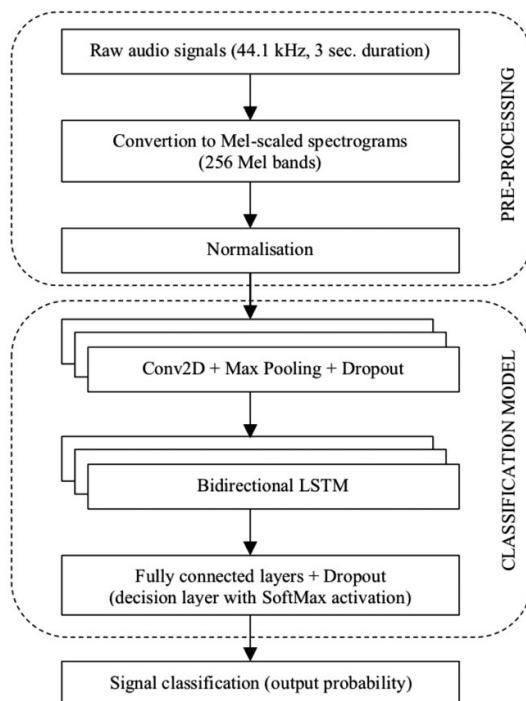 Raw audio signals (44.1 kHz, 3 sec. duration)
Convertion to Mel-scaled spectrograms
(256 Mel bands)
Normalisation
PRE-PROCESSING
Conv2D + Max Pooling + Dropout
Bidirectional LSTM
Fully connected layers + Dropout
(decision layer with SoftMax activation)
CLASSIFICATION MODEL
Signal classification (output probability)